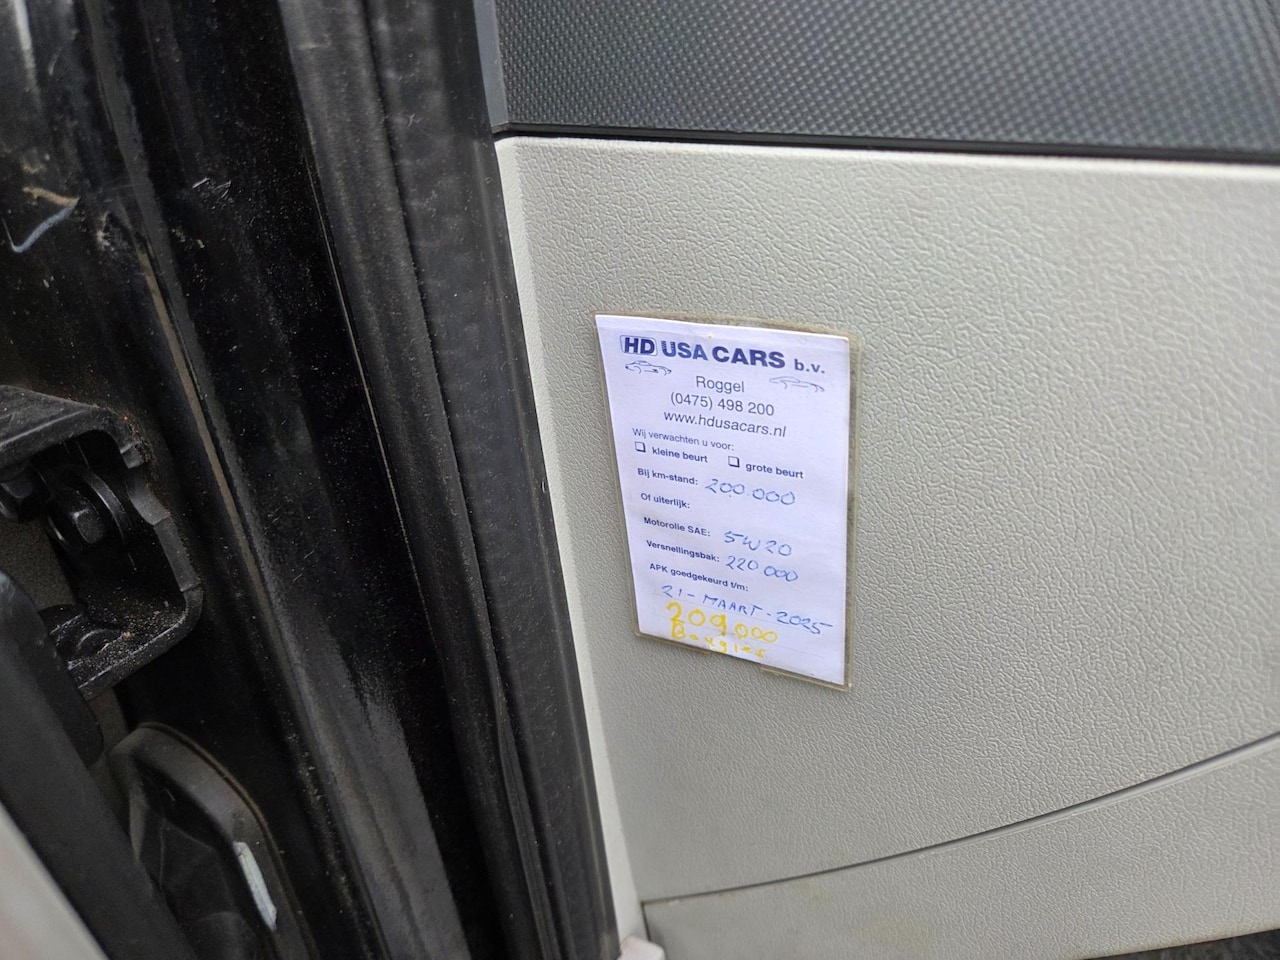 HD USA CARS b.v.
Roggel
(0475) 498 200
www.hdusacars.nl
Wij verwachten u voor:
kleine beurt grote beurt
Bij km-stand: 200.000
Of uiterlijk:
Motorolie SAE: 5W20
Versnellingsbak: 220 000
APK goedgekeurd t/m:
21 - MAART - 2025
209,000